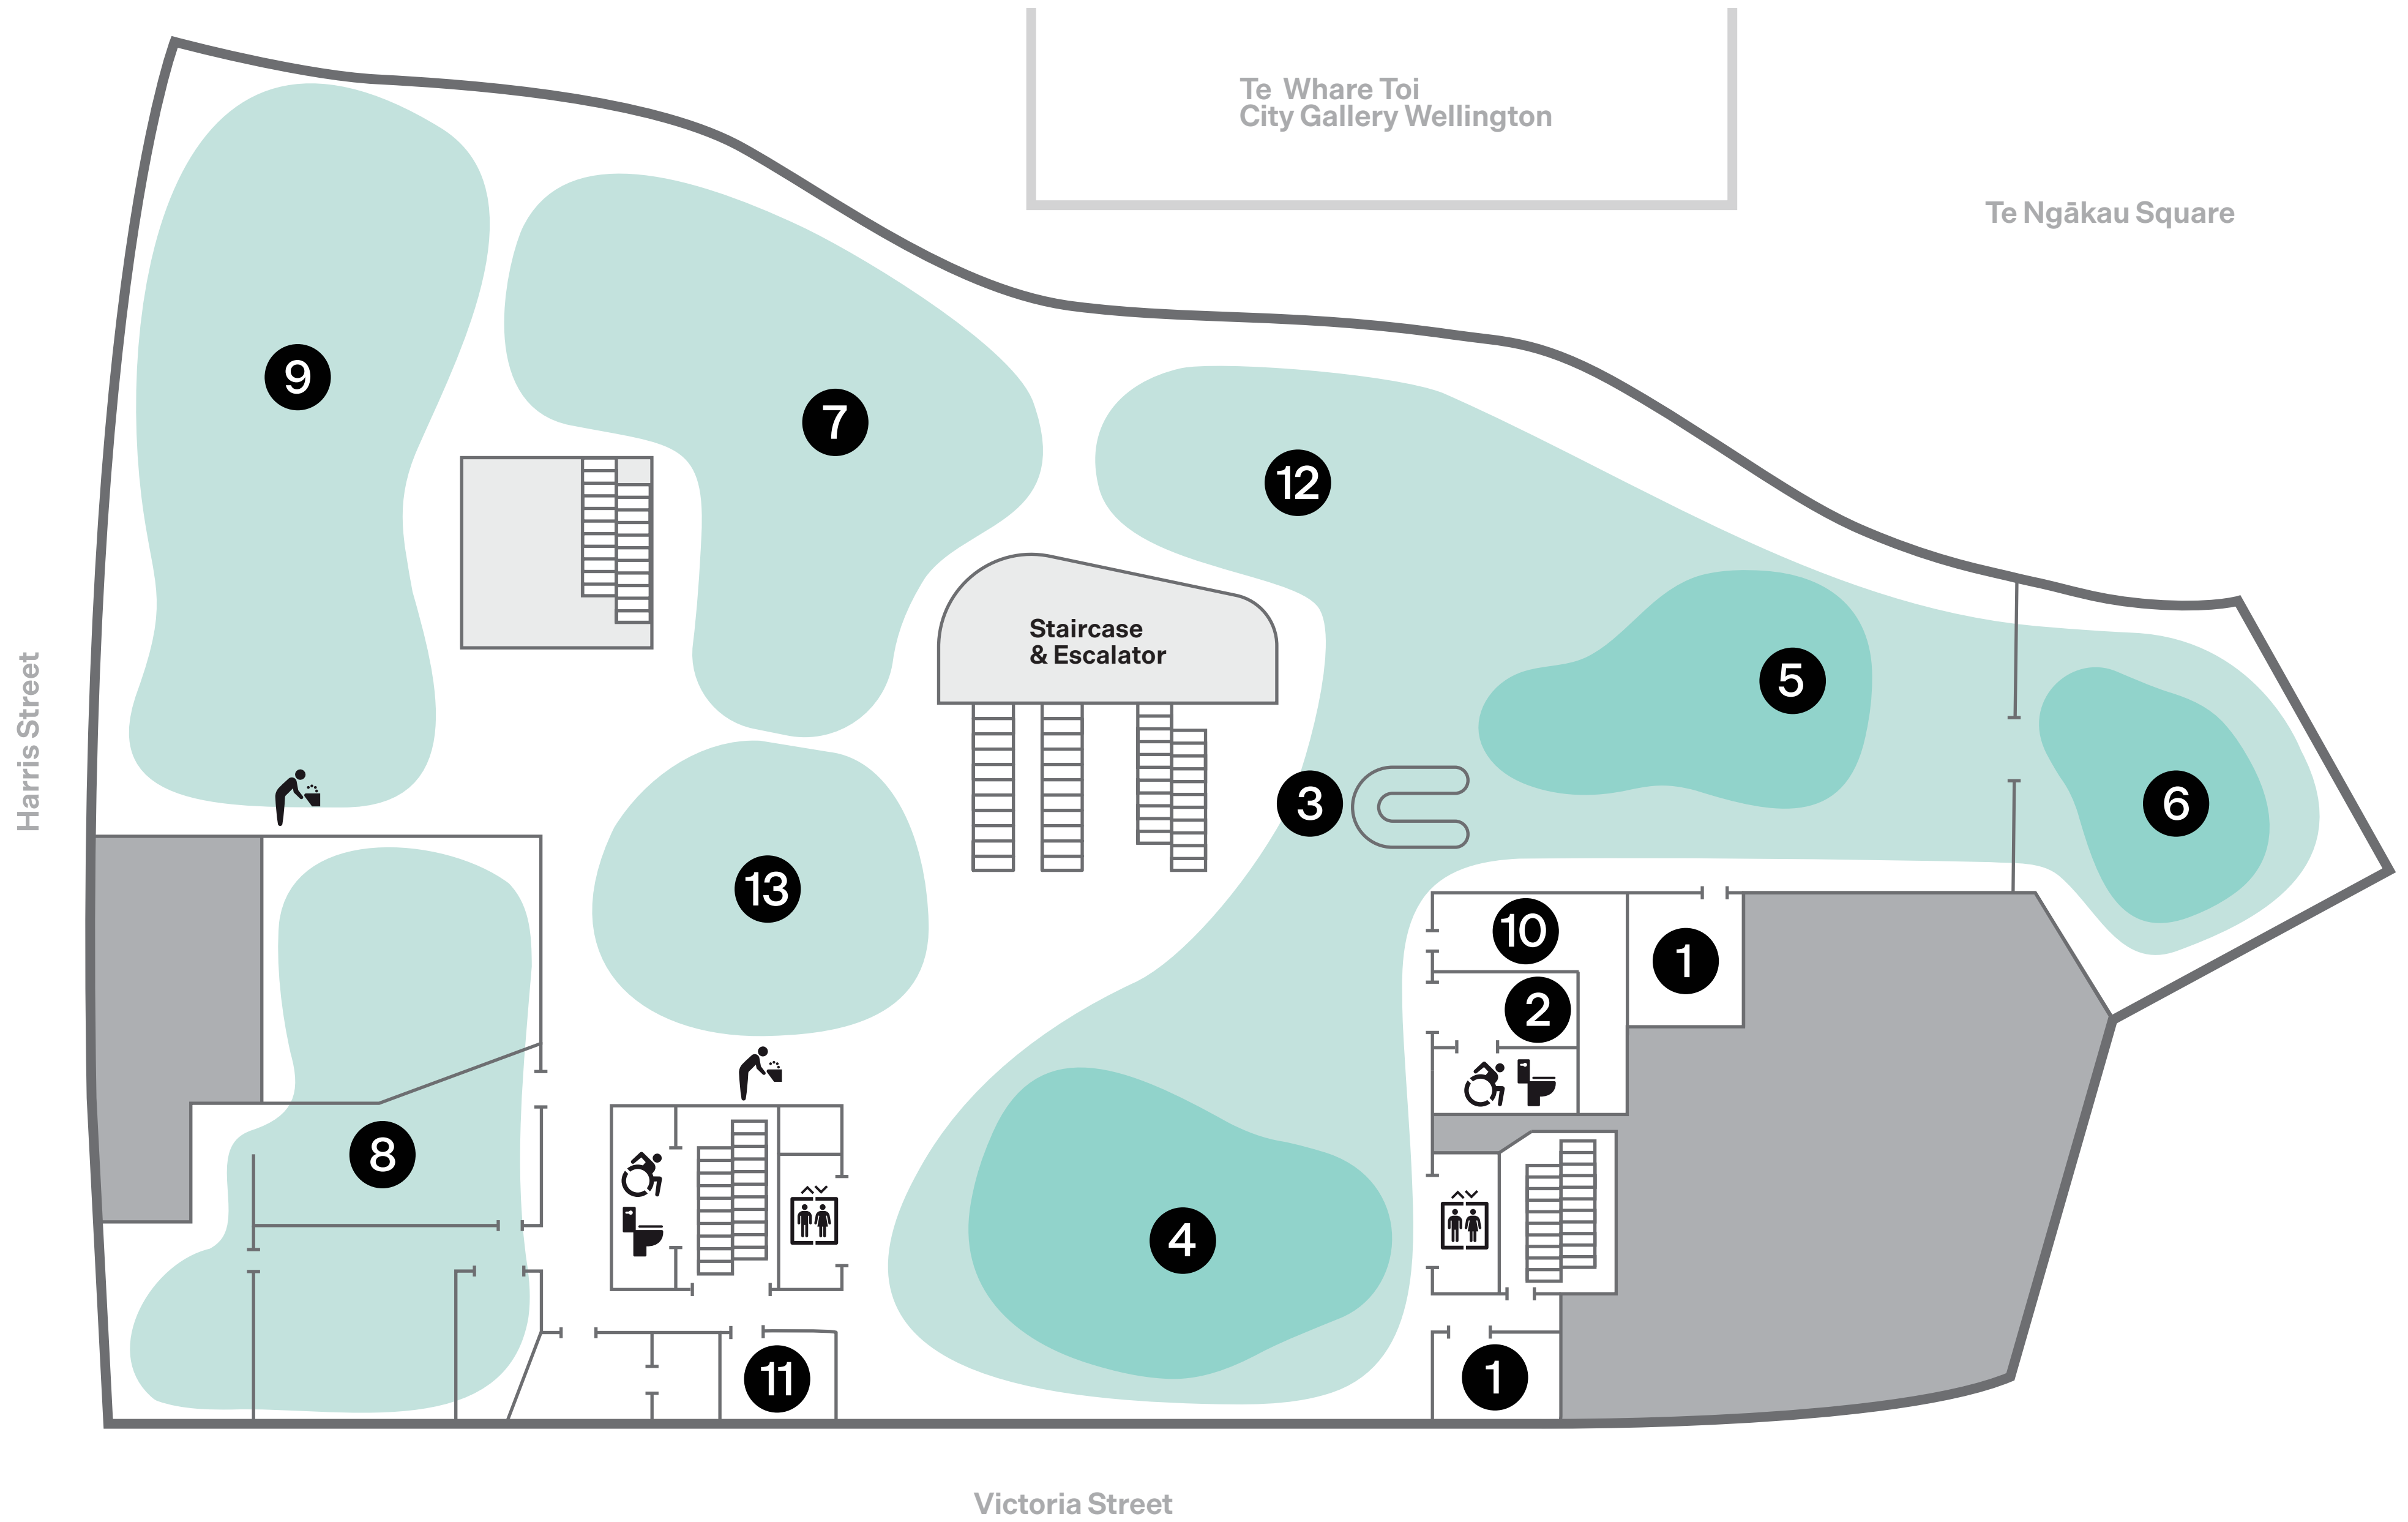 Te Whare Toi
City Gallery Wellington
Te Ngākau Square
9
7
12
Staircase
& Escalator
5
Harris Street
3
6
13
10
1
2
8
4
11
1
Victoria Street